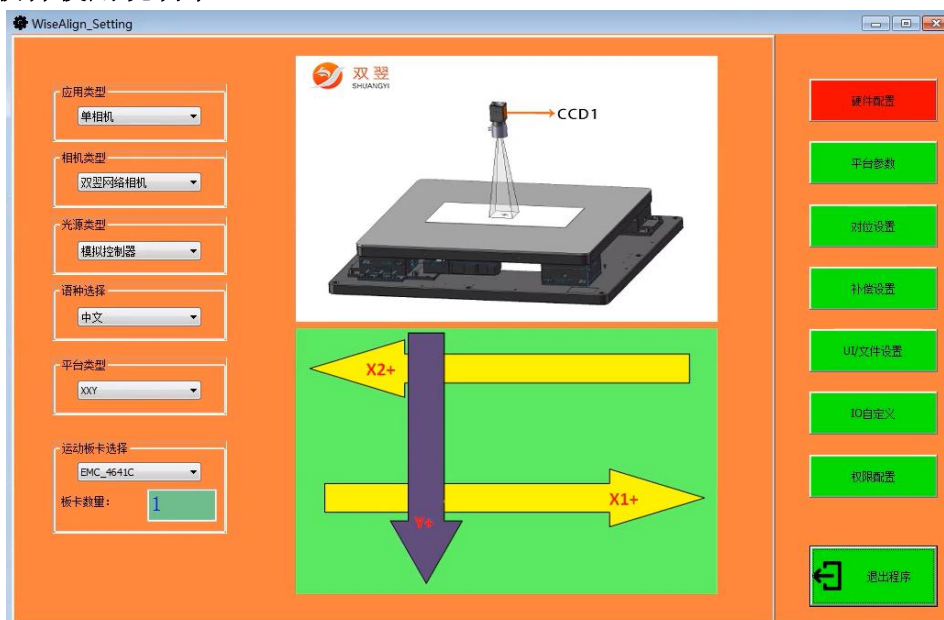 WiseAlign_Setting
应用类型
单相机
相机类型
双翌网络相机
光源类型
模拟控制器
语种选择
中文
平台类型
XXY
运动板卡选择
EMC_4641C
板卡数量：
1
双翌
SHUANGYI
CCD1
X2+
X1+
Y+
硬件配置
平台参数
对位设置
补偿设置
UI/文件设置
IO自定义
权限配置
退出程序